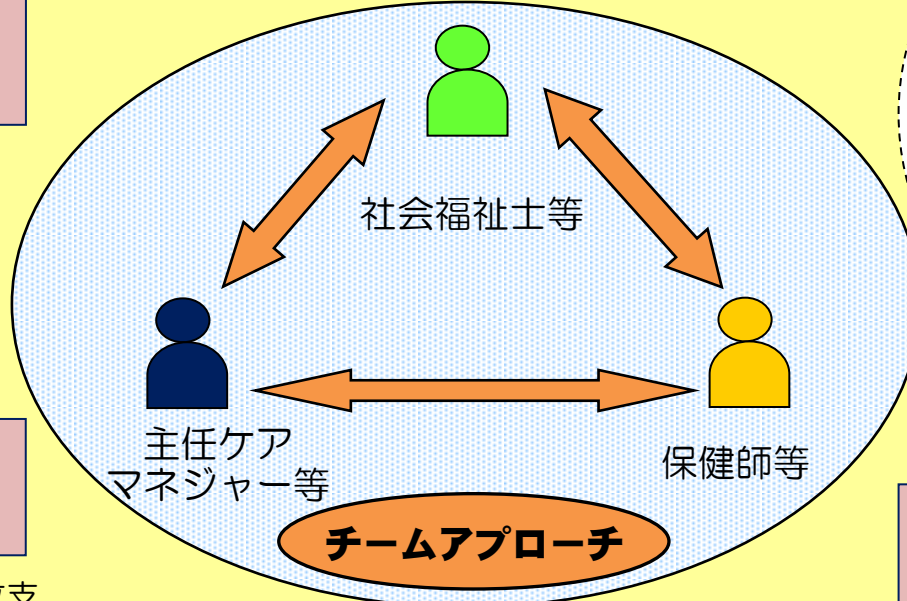 社会福祉士等
主任ケア
マネジャー等
保健師等
チームアプローチ
支